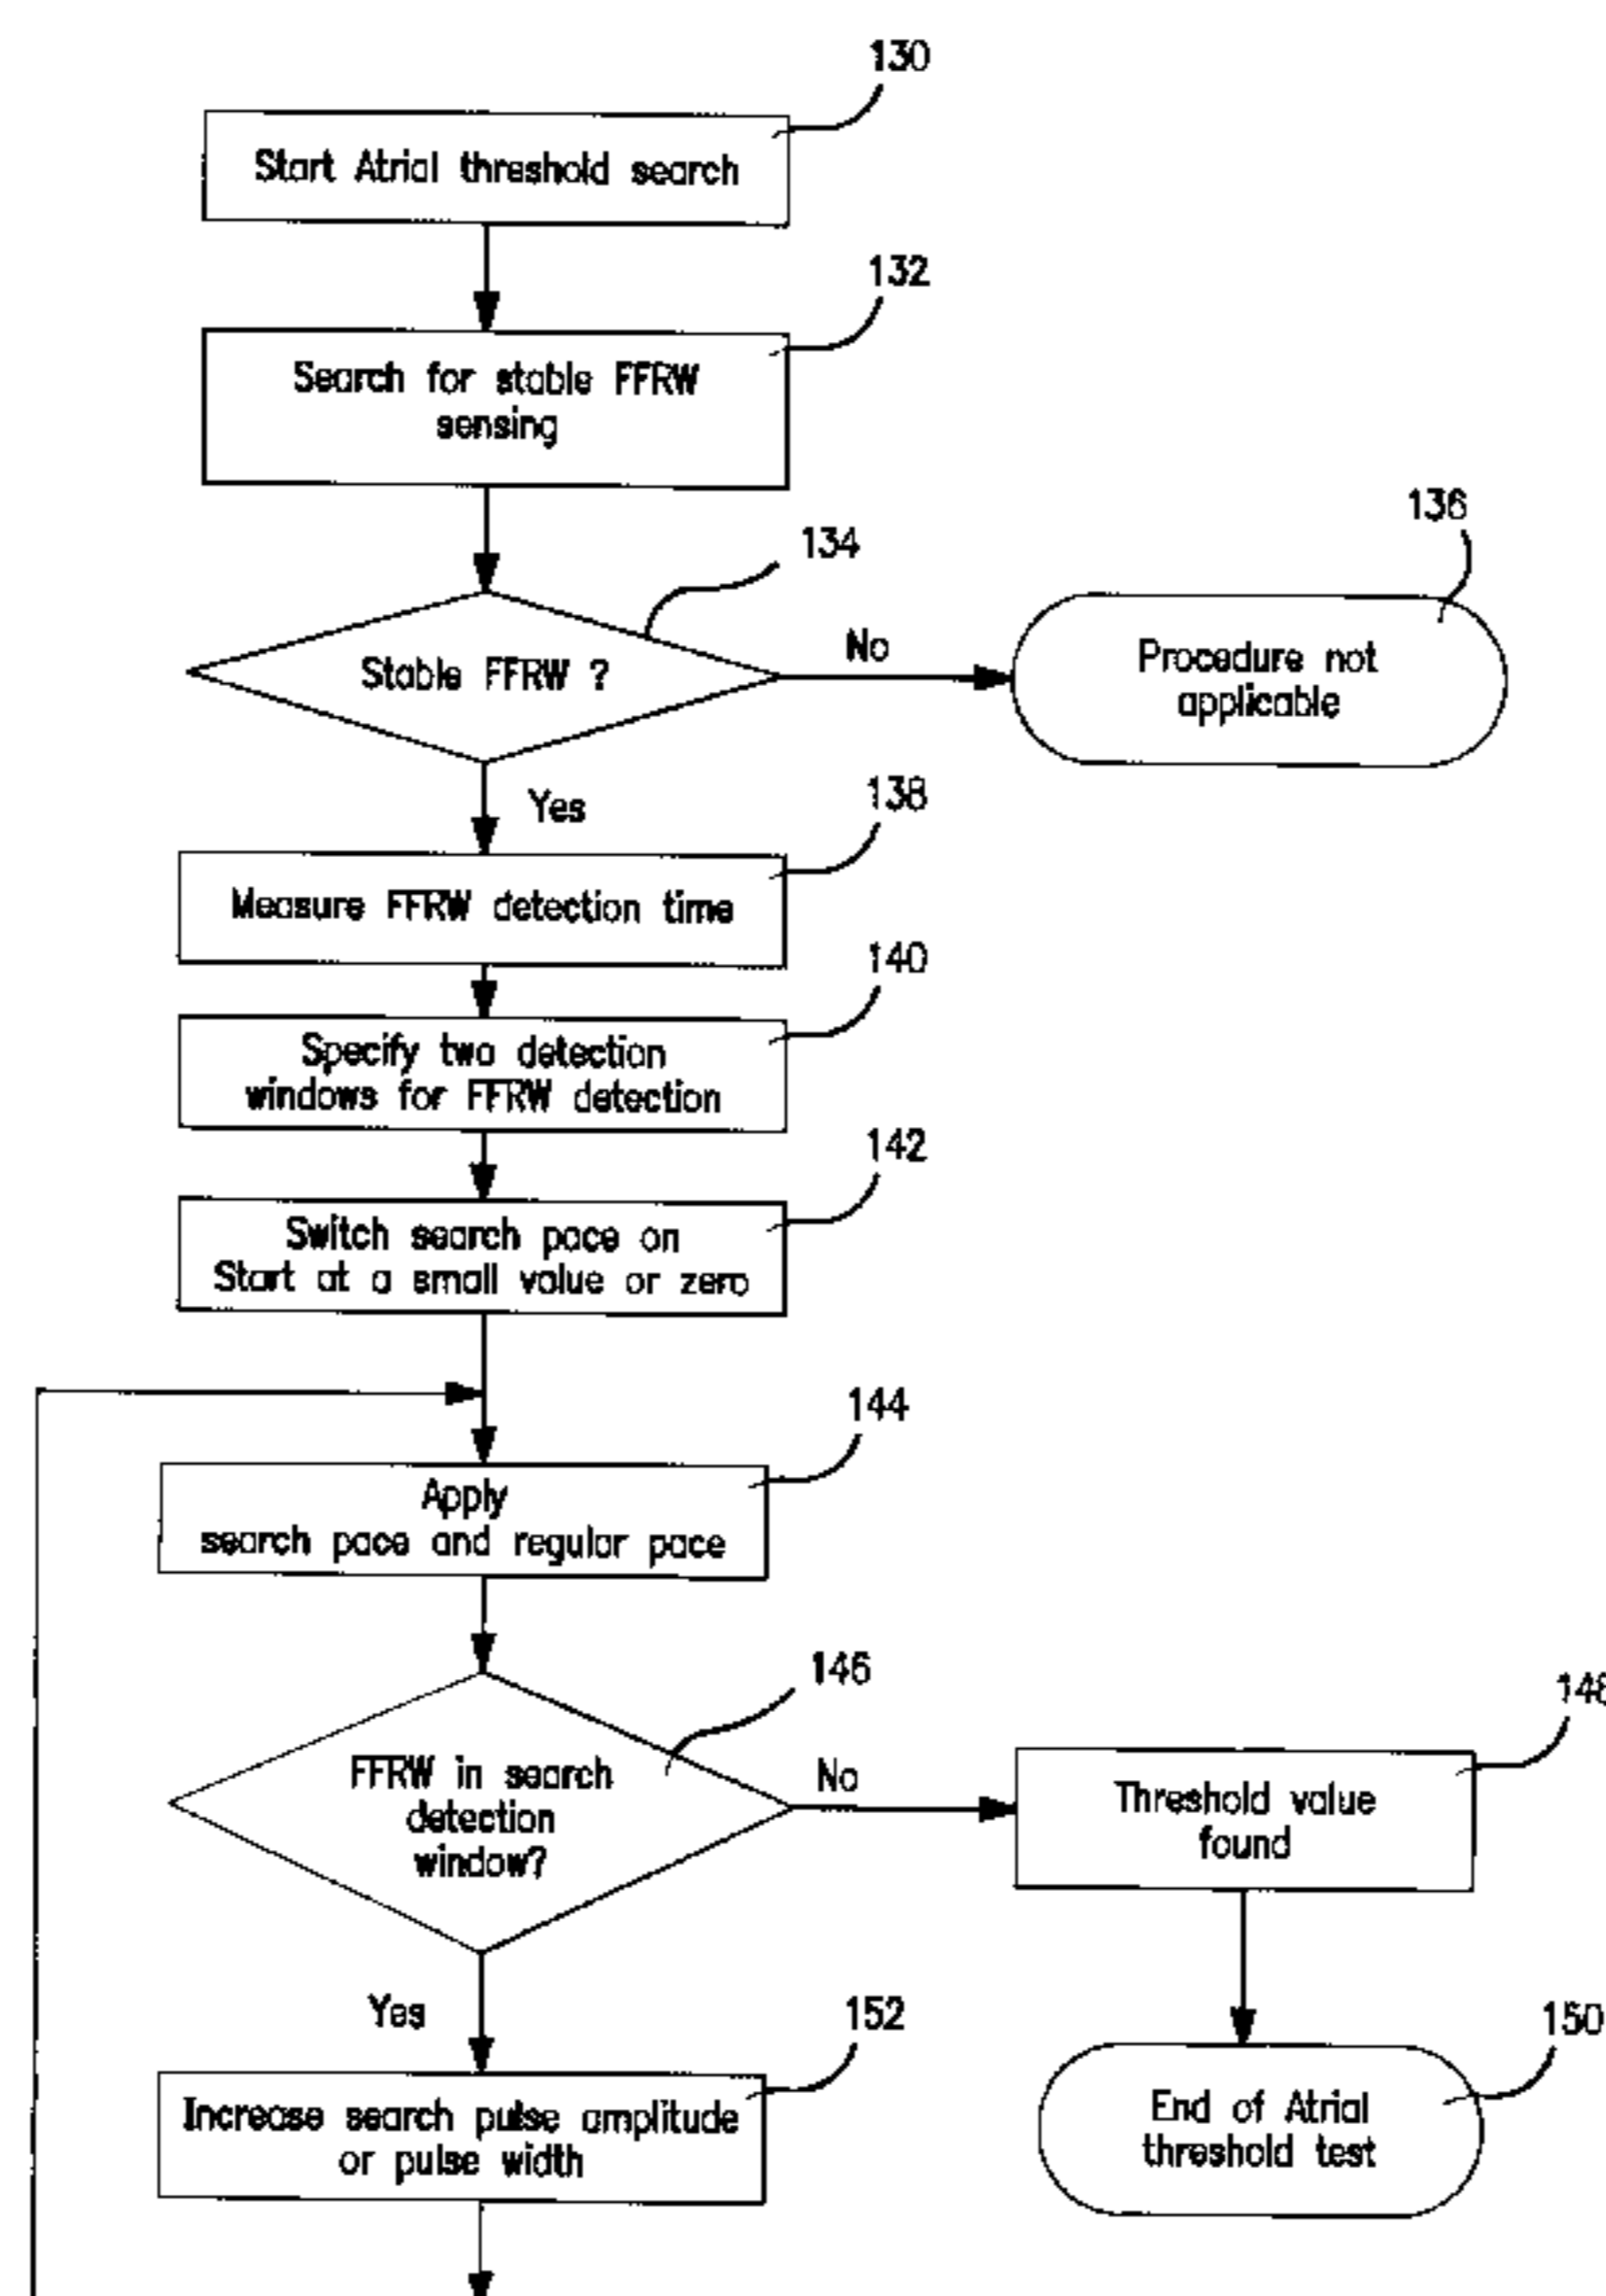 130
Start Atrial threshold search
132
Search for stable FFRW
sensing
134
136
Stable FFRW ?
No
Procedure not
applicable
Yes
138
Measure FFRW detection time
140
Specify two detection
windows for FFRW detection
142
Switch search pace on
Start at a small value or zero
144
Apply
search pace and regular pace
146
148
FFRW in search
detection
window?
No
Threshold value
found
Yes
152
150
Increase search pulse amplitude
or pulse width
End of Atrial
threshold test